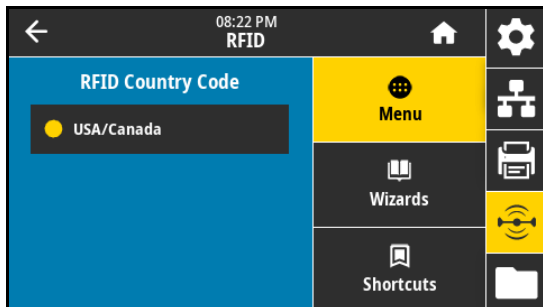 08:22 PM
RFID
RFID Country Code
USA/Canada
Menu
Wizards
Shortcuts